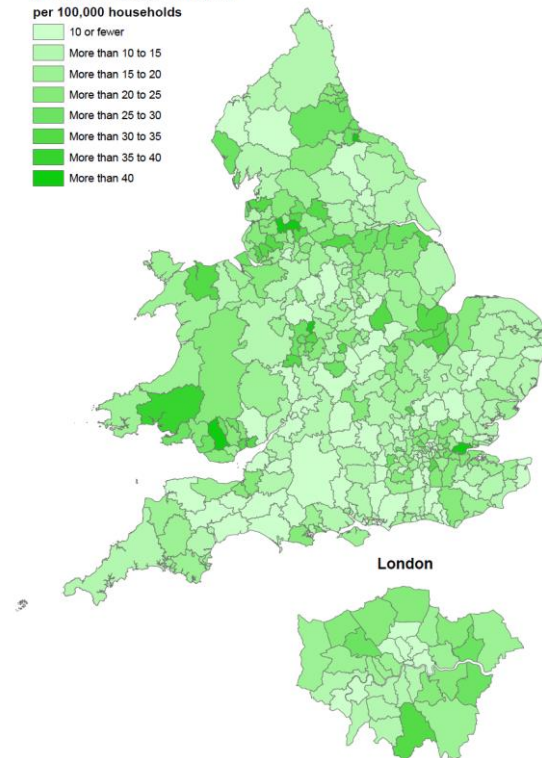 per 100,000 households
10 or fewer
More than 10 to 15
More than 15 to 20
More than 20 to 25
More than 25 to 30
More than 30 to 35
More than 35 to 40
More than 40
London